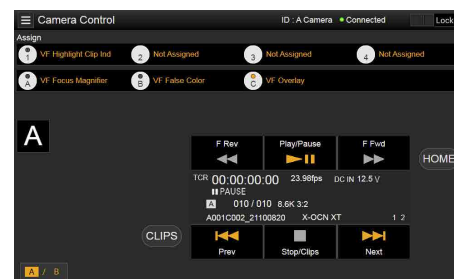 Camera Control ID : A Camera Connected Lock
Assign
1 VF Highlight Clip Ind 2 Not Assigned 3 Not Assigned 4 Not Assigned
A VF Focus Magnifier B VF False Color C VF Overlay
A
F Rev Play/Pause F Fwd
HOME
TCR 00:00:00:00 23.98fps DC IN 12.5 V
PAUSE
A 010 / 010 8.6K 3:2
A001C002_21100820 X-OCN XT 1 2
CLIPS
Prev Stop/Clips Next
A / B